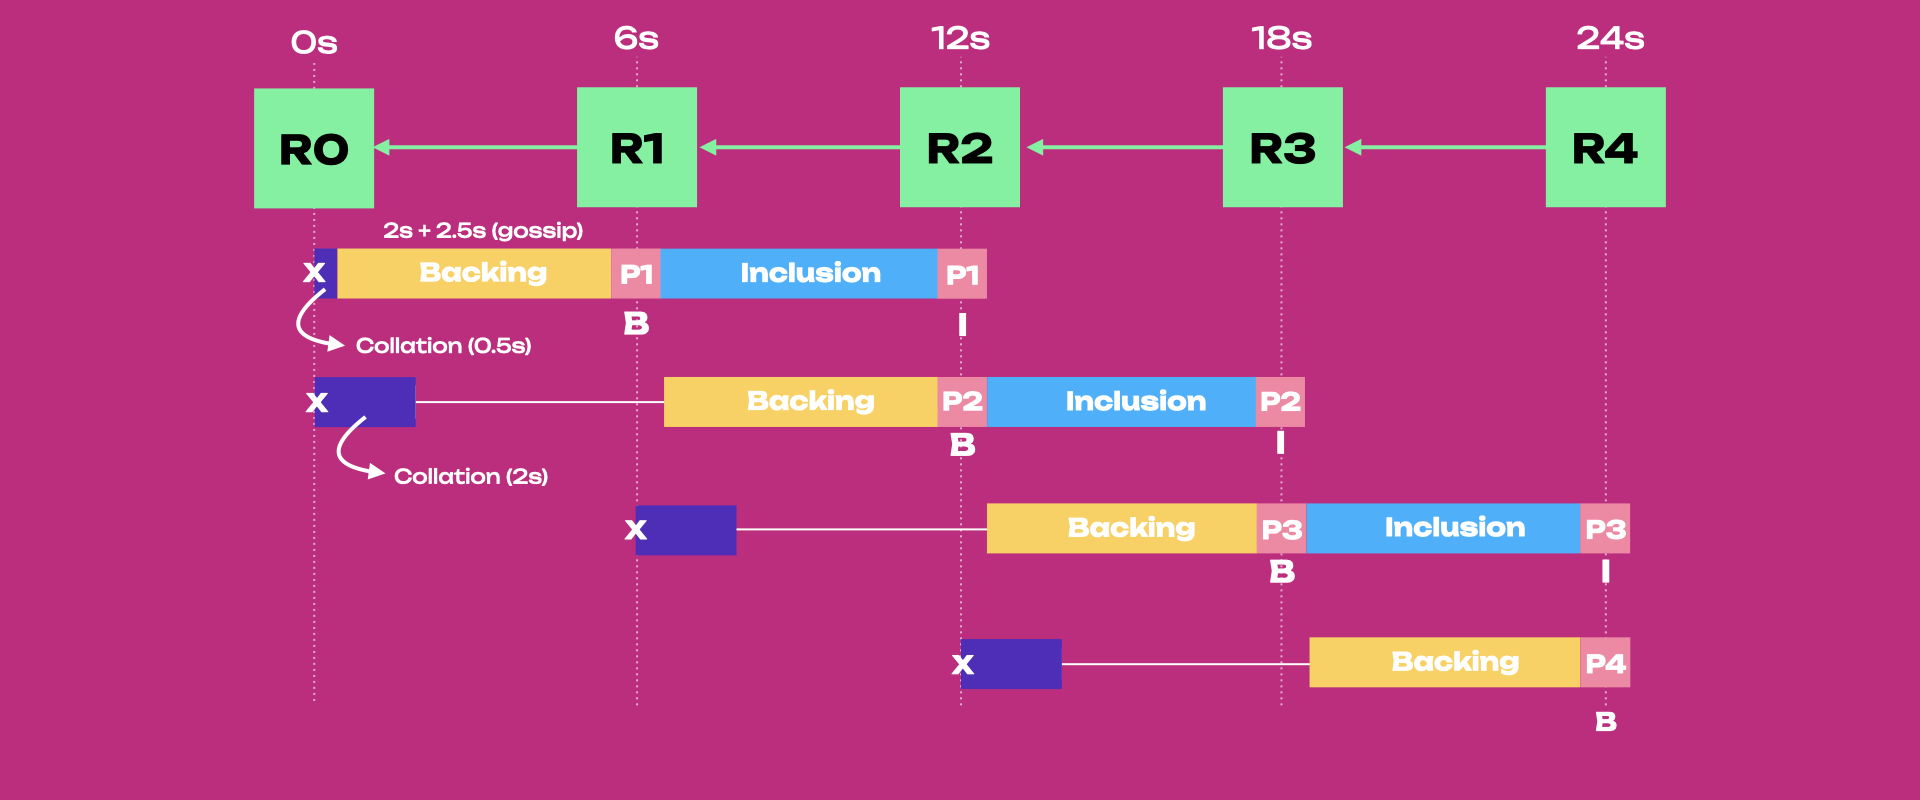 0s 6s 12s 18s 24s
R0 R1 R2 R3 R4
2s + 2.5s (gossip)
X Backing P1 Inclusion P1
B I
Collation (0.5s)
X Backing P2 Inclusion P2
B I
Collation (2s)
X Backing P3 Inclusion P3
B I
X Backing P4
B